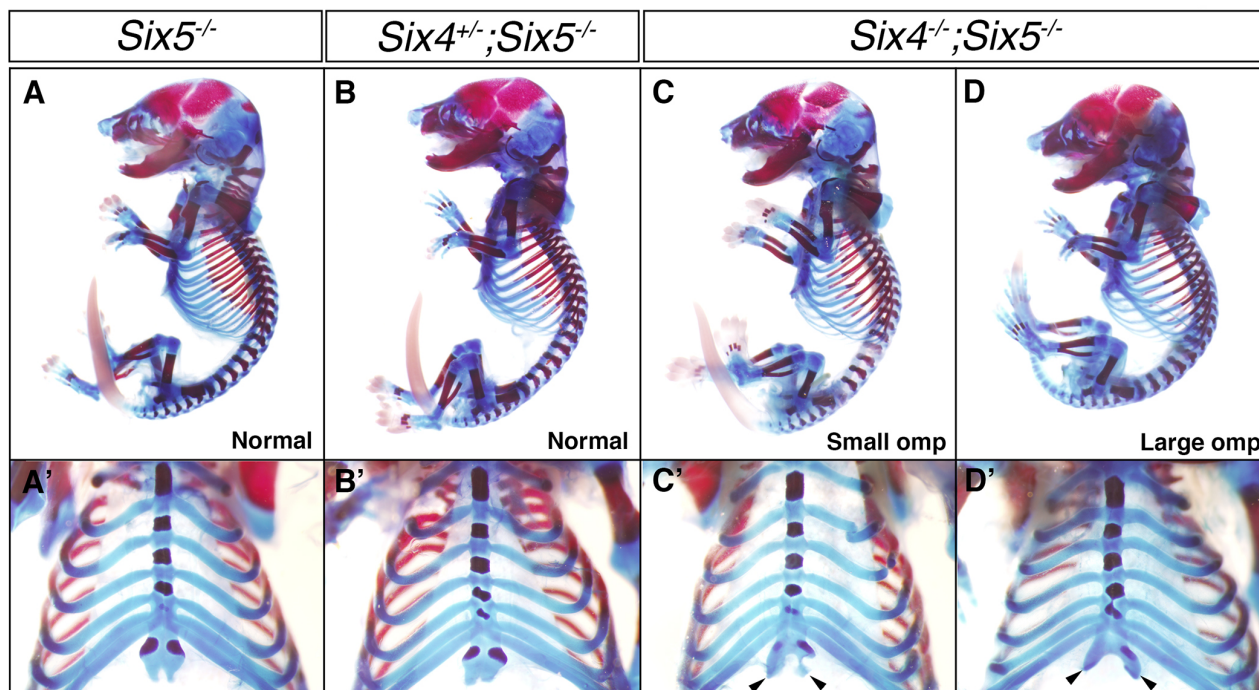 Six5-/-
Six4+/-;Six5-/-
Six4-/-;Six5-/-
A
B
C
D
Normal
Normal
Small omp
Large omp
A'
B'
C'
D'